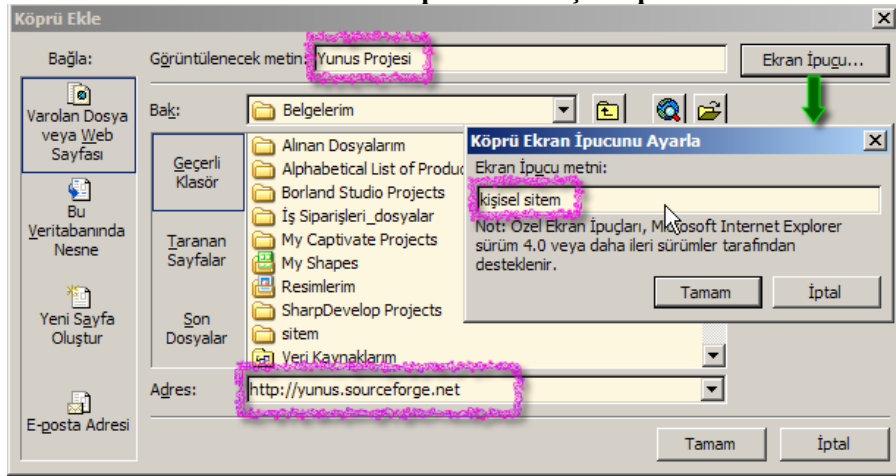 Köprü Ekle
Bağla:
Görüntülenecek metin: Yunus Projesi
Ekran İpucu...
Varolan Dosya
veya Web
Sayfası
Bu
Veritabanında
Nesne
Yeni Sayfa
Oluştur
E-posta Adresi
Bak:
Belgelerim
Geçerli
Klasör
Taranan
Sayfalar
Son
Dosyalar
Alınan Dosyalarım
Alphabetical List of Produc
Borland Studio Projects
İş Siparişleri_dosyalar
My Captivate Projects
My Shapes
Resimlerim
SharpDevelop Projects
sitem
Veri Kaynaklarım
Adres:
http://yunus.sourceforge.net
Tamam
İptal
Köprü Ekran İpucunu Ayarla
Ekran İpucu metni:
kişisel sitem
Not: Özel Ekran İpuçları, Microsoft Internet Explorer
sürüm 4.0 veya daha ileri sürümler tarafından
desteklenir.
Tamam
İptal